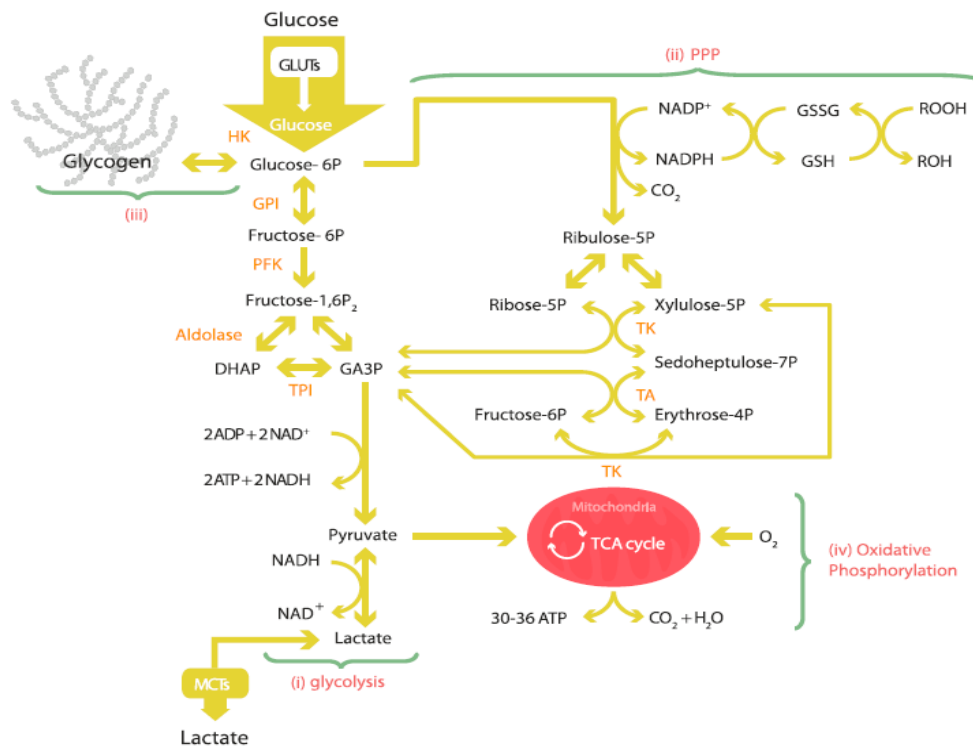 Glucose
(ii) PPP
GLUTs
Glucose
HK
Glycogen
Glucose- 6P
(iii)
NADP+
GSSG
ROOH
NADPH
GSH
ROH
CO2
GPI
Fructose- 6P
Ribulose-5P
PFK
Fructose-1,6P2
Ribose-5P
Xylulose-5P
Aldolase
TK
DHAP
GA3P
Sedoheptulose-7P
TPI
TA
Fructose-6P
Erythrose-4P
2ADP+2NAD+
TK
2ATP+2NADH
Mitochondria
Pyruvate
TCA cycle
O2
(iv) Oxidative
Phosphorylation
NADH
NAD+
30-36 ATP
CO2 + H2O
Lactate
MCTs
(i) glycolysis
Lactate